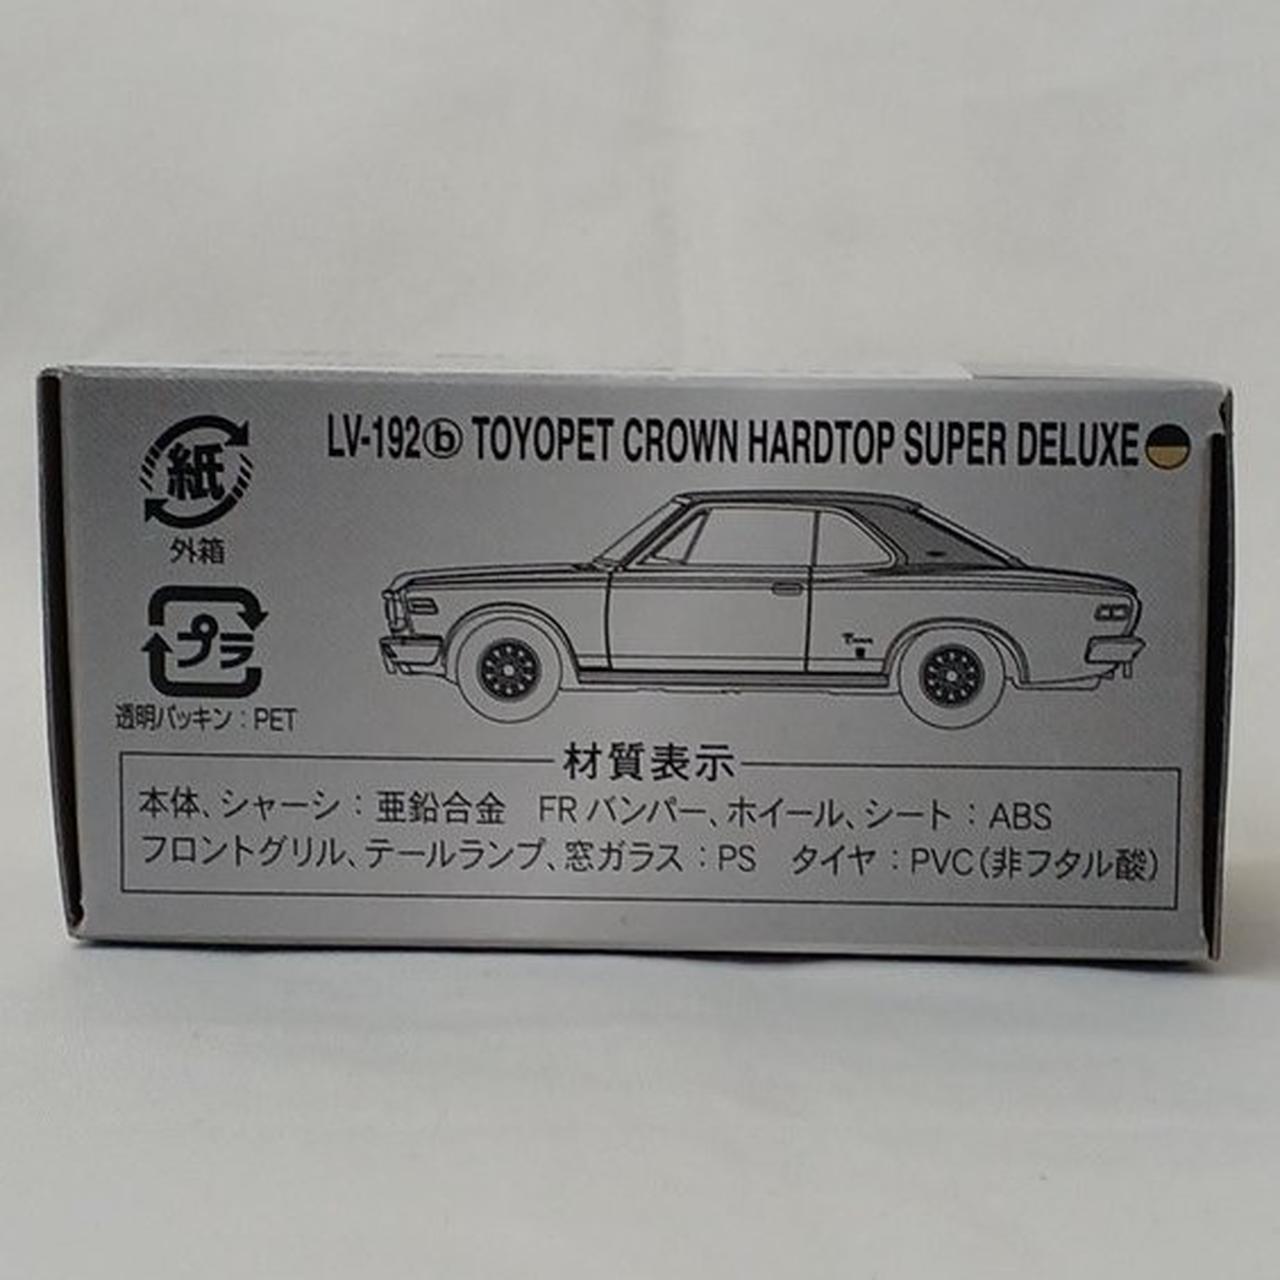 LV-192ⓑ TOYOPET CROWN HARDTOP SUPER DELUXE
紙
外箱
プラ
透明パッキン：PET
材質表示
本体、シャーシ：亜鉛合金　FR バンパー、ホイール、シート：ABS
フロントグリル、テールランプ、窓ガラス：PS　タイヤ：PVC（非フタル酸）